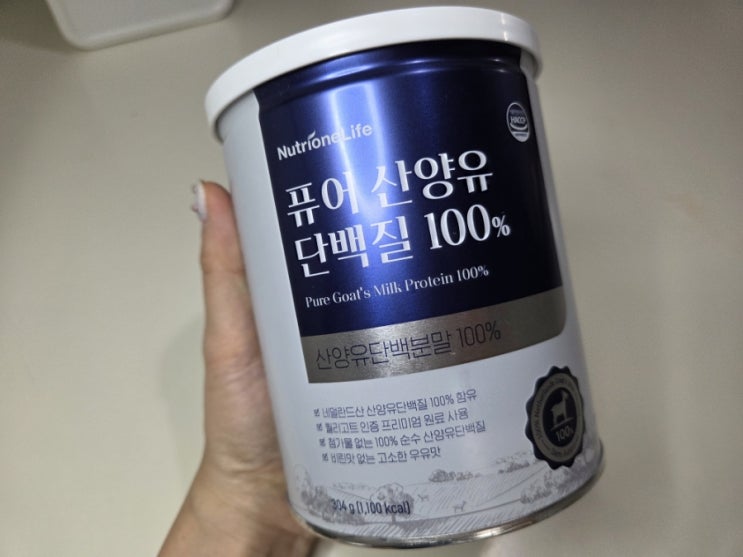 NutrioneLife
HACCP
퓨어 산양유
단백질 100%
Pure Goat's Milk Protein 100%
산양유단백분말 100%
네덜란드산 산양유단백질 100% 함유
퀄리고트 인증 프리미엄 원료 사용
첨가물 없는 100% 순수 산양유단백질
비린맛 없는 고소한 우유맛
100%
304 g (1,100 kcal)